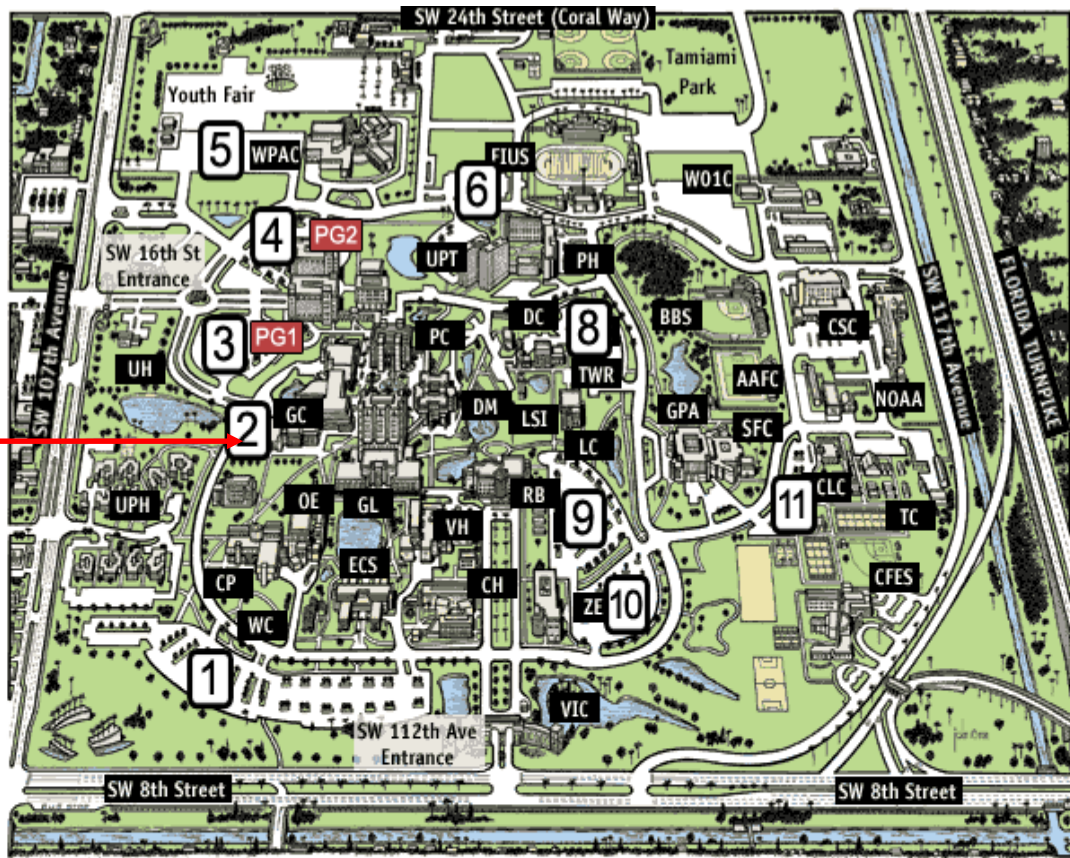 SW 24th Street (Coral Way)
Tamiami
Park
Youth Fair
5
WPAC
FIUS
6
W01C
4
PG2
SW 16th St
Entrance
UPT
PH
SW 107th Avenue
SW 117th Avenue
FLORIDA TURNPIKE
DC
8
BBS
CSC
3
PG1
PC
UH
TWR
AAFC
NOAA
GC
DM
LSI
GPA
SFC
2
LC
UPH
OE
GL
RB
9
11
CLC
TC
VH
ECS
CFES
CP
CH
ZE
10
WC
1
VIC
SW 112th Ave
Entrance
SW 8th Street
SW 8th Street